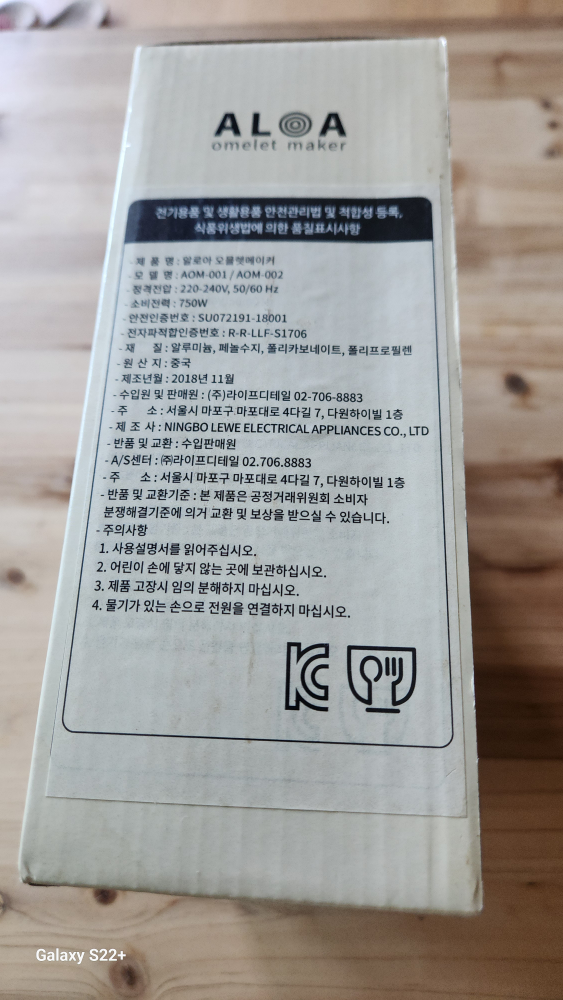 ALOA
omelet maker
전기용품 및 생활용품 안전관리법 및 적합성 등록,
식품위생법에 의한 품질표시사항
- 제 품 명 : 알로아 오믈렛메이커
- 모 델 명 : AOM-001 / AOM-002
- 정격전압 : 220-240V, 50/60 Hz
- 소비전력 : 750W
- 안전인증번호 : SU072191-18001
- 전자파적합인증번호 : R-R-LLF-S1706
- 재 질 : 알루미늄, 페놀수지, 폴리카보네이트, 폴리프로필렌
- 원 산 지 : 중국
- 제조년월 : 2018년 11월
- 수입원 및 판매원 : (주)라이프디테일 02-706-8883
- 주 소 : 서울시 마포구 마포대로 4다길 7, 다원하이빌 1층
- 제 조 사 : NINGBO LEWE ELECTRICAL APPLIANCES CO., LTD
- 반품 및 교환 : 수입판매원
- A/S센터 : ㈜라이프디테일 02.706.8883
- 주 소 : 서울시 마포구 마포대로 4다길 7, 다원하이빌 1층
- 반품 및 교환기준 : 본 제품은 공정거래위원회 소비자
분쟁해결기준에 의거 교환 및 보상을 받으실 수 있습니다.
- 주의사항
1. 사용설명서를 읽어주십시오.
2. 어린이 손에 닿지 않는 곳에 보관하십시오.
3. 제품 고장시 임의 분해하지 마십시오.
4. 물기가 있는 손으로 전원을 연결하지 마십시오.
KC
Galaxy S22+